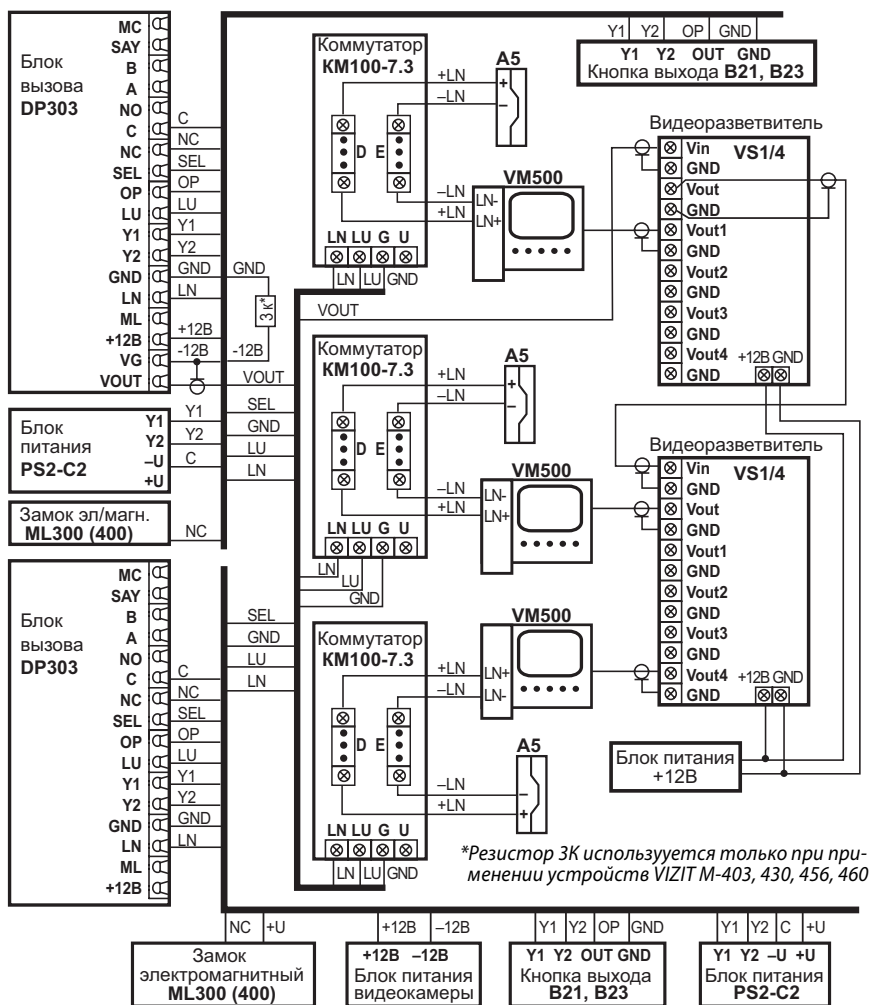 MC
SAY
B
A
NO
C
NC
SEL
OP
LU
Y1
Y2
GND
LN
ML
+12В
VG
VOUT
Блок
вызова
DP303
C
NC
SEL
OP
LU
Y1
Y2
GND
LN
+12В
-12В
GND
3 к*
-12В
VOUT
SEL
GND
LU
LN
Блок
питания
PS2-C2
Y1
Y2
–U
+U
Y1
Y2
C
Замок эл/магн.
ML300 (400)
NC
Блок
вызова
DP303
MC
SAY
B
A
NO
C
NC
SEL
OP
LU
Y1
Y2
GND
LN
ML
+12В
C
NC
SEL
OP
LU
Y1
Y2
GND
LN
SEL
GND
LU
LN
Коммутатор
КМ100-7.3
D E
LN LU G U
LN LU GND
+LN
–LN
A5
+
–
–LN
+LN
VM500
LN-
LN+
VOUT
Коммутатор
КМ100-7.3
D E
LN LU G U
LN
LU
GND
+LN
–LN
A5
+
–
–LN
+LN
VM500
LN-
LN+
Коммутатор
КМ100-7.3
D E
LN LU G U
LN LU GND
+LN
–LN
VM500
LN+
LN-
–LN
+LN
A5
–
+
Y1 Y2 OP GND
Y1 Y2 OUT GND
Кнопка выхода B21, B23
Видеоразветвитель
VS1/4
Vin
GND
Vout
GND
Vout1
GND
Vout2
GND
Vout3
GND
Vout4
GND
+12В GND
Видеоразветвитель
VS1/4
Vin
GND
Vout
GND
Vout1
GND
Vout2
GND
Vout3
GND
Vout4
GND
+12В GND
Блок питания
+12В
*Резистор 3К используется только при при-
менении устройств VIZIT M-403, 430, 456, 460
NC +U
Замок
электромагнитный
ML300 (400)
+12В –12В
+12В –12В
Блок питания
видеокамеры
Y1 Y2 OP GND
Y1 Y2 OUT GND
Кнопка выхода
B21, B23
Y1 Y2 C +U
Y1 Y2 –U +U
Блок питания
PS2-C2